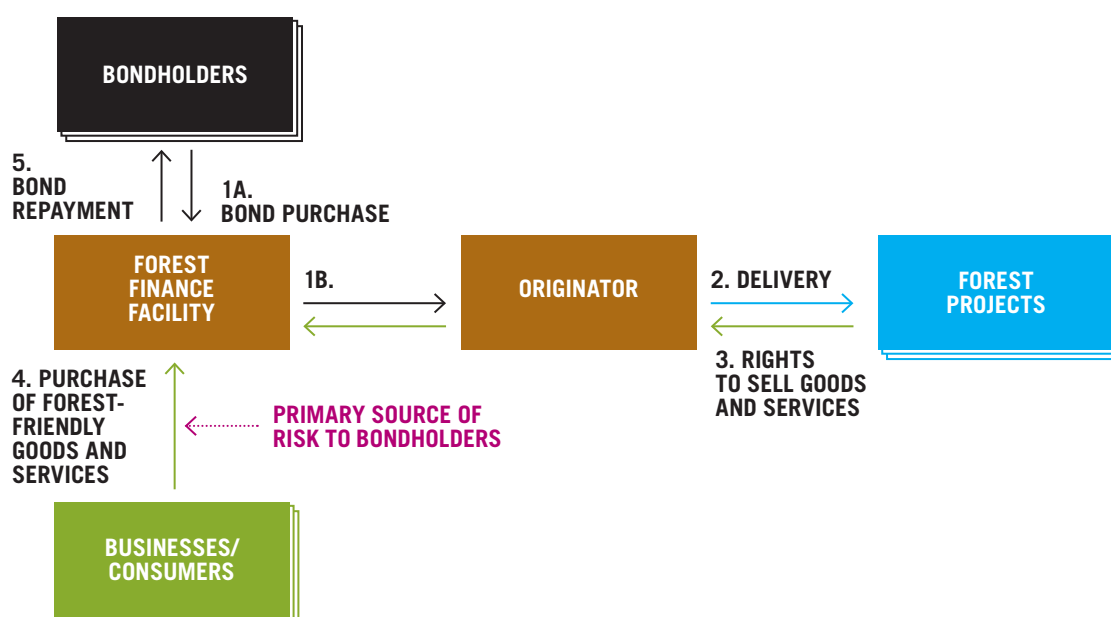 BONDHOLDERS
5.
BOND
REPAYMENT
1A.
BOND PURCHASE
FOREST
FINANCE
FACILITY
1B.
ORIGINATOR
2. DELIVERY
FOREST
PROJECTS
3. RIGHTS
TO SELL GOODS
AND SERVICES
4. PURCHASE
OF FOREST-
FRIENDLY
GOODS AND
SERVICES
PRIMARY SOURCE OF
RISK TO BONDHOLDERS
BUSINESSES/
CONSUMERS